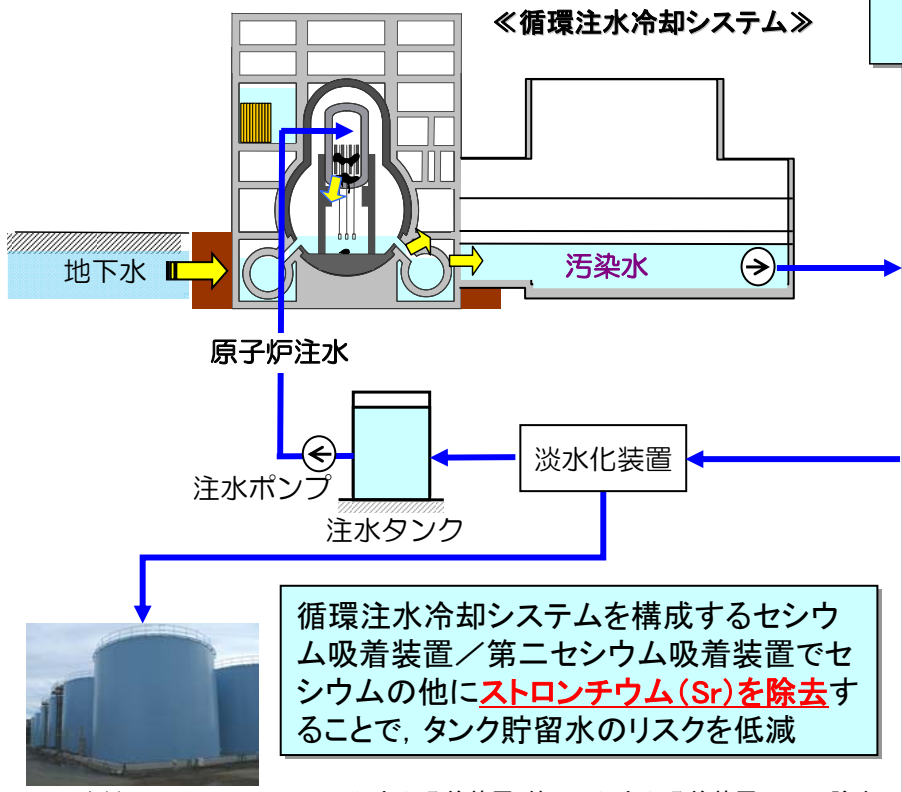 ≪循環注水冷却システム≫
地下水
汚染水
原子炉注水
淡水化装置
注水ポンプ
注水タンク
循環注水冷却システムを構成するセシウ
ム吸着装置／第二セシウム吸着装置でセ
シウムの他にストロンチウム(Sr)を除去す
ることで，タンク貯留水のリスクを低減